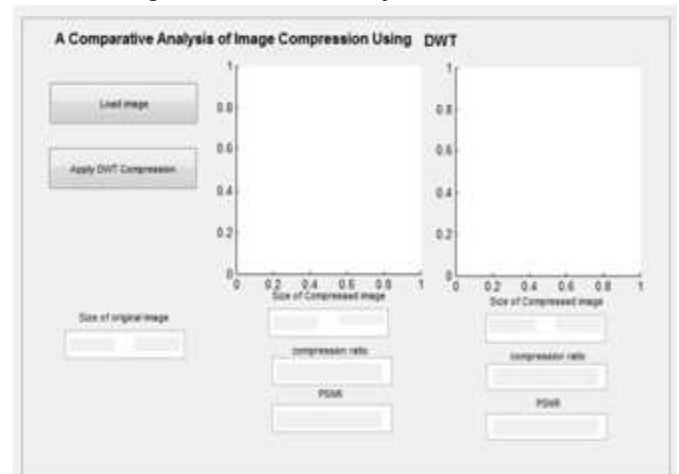 A Comparative Analysis of Image Compression Using DWT
Load image
Apply DWT Compression
1
0.8
0.6
0.4
0.2
0
0 0.2 0.4 0.6 0.8 1
1
0.8
0.6
0.4
0.2
0
0 0.2 0.4 0.6 0.8 1
Size of original image
Size of Compressed image
compression ratio
PSNR
Size of Compressed image
compression ratio
PSNR